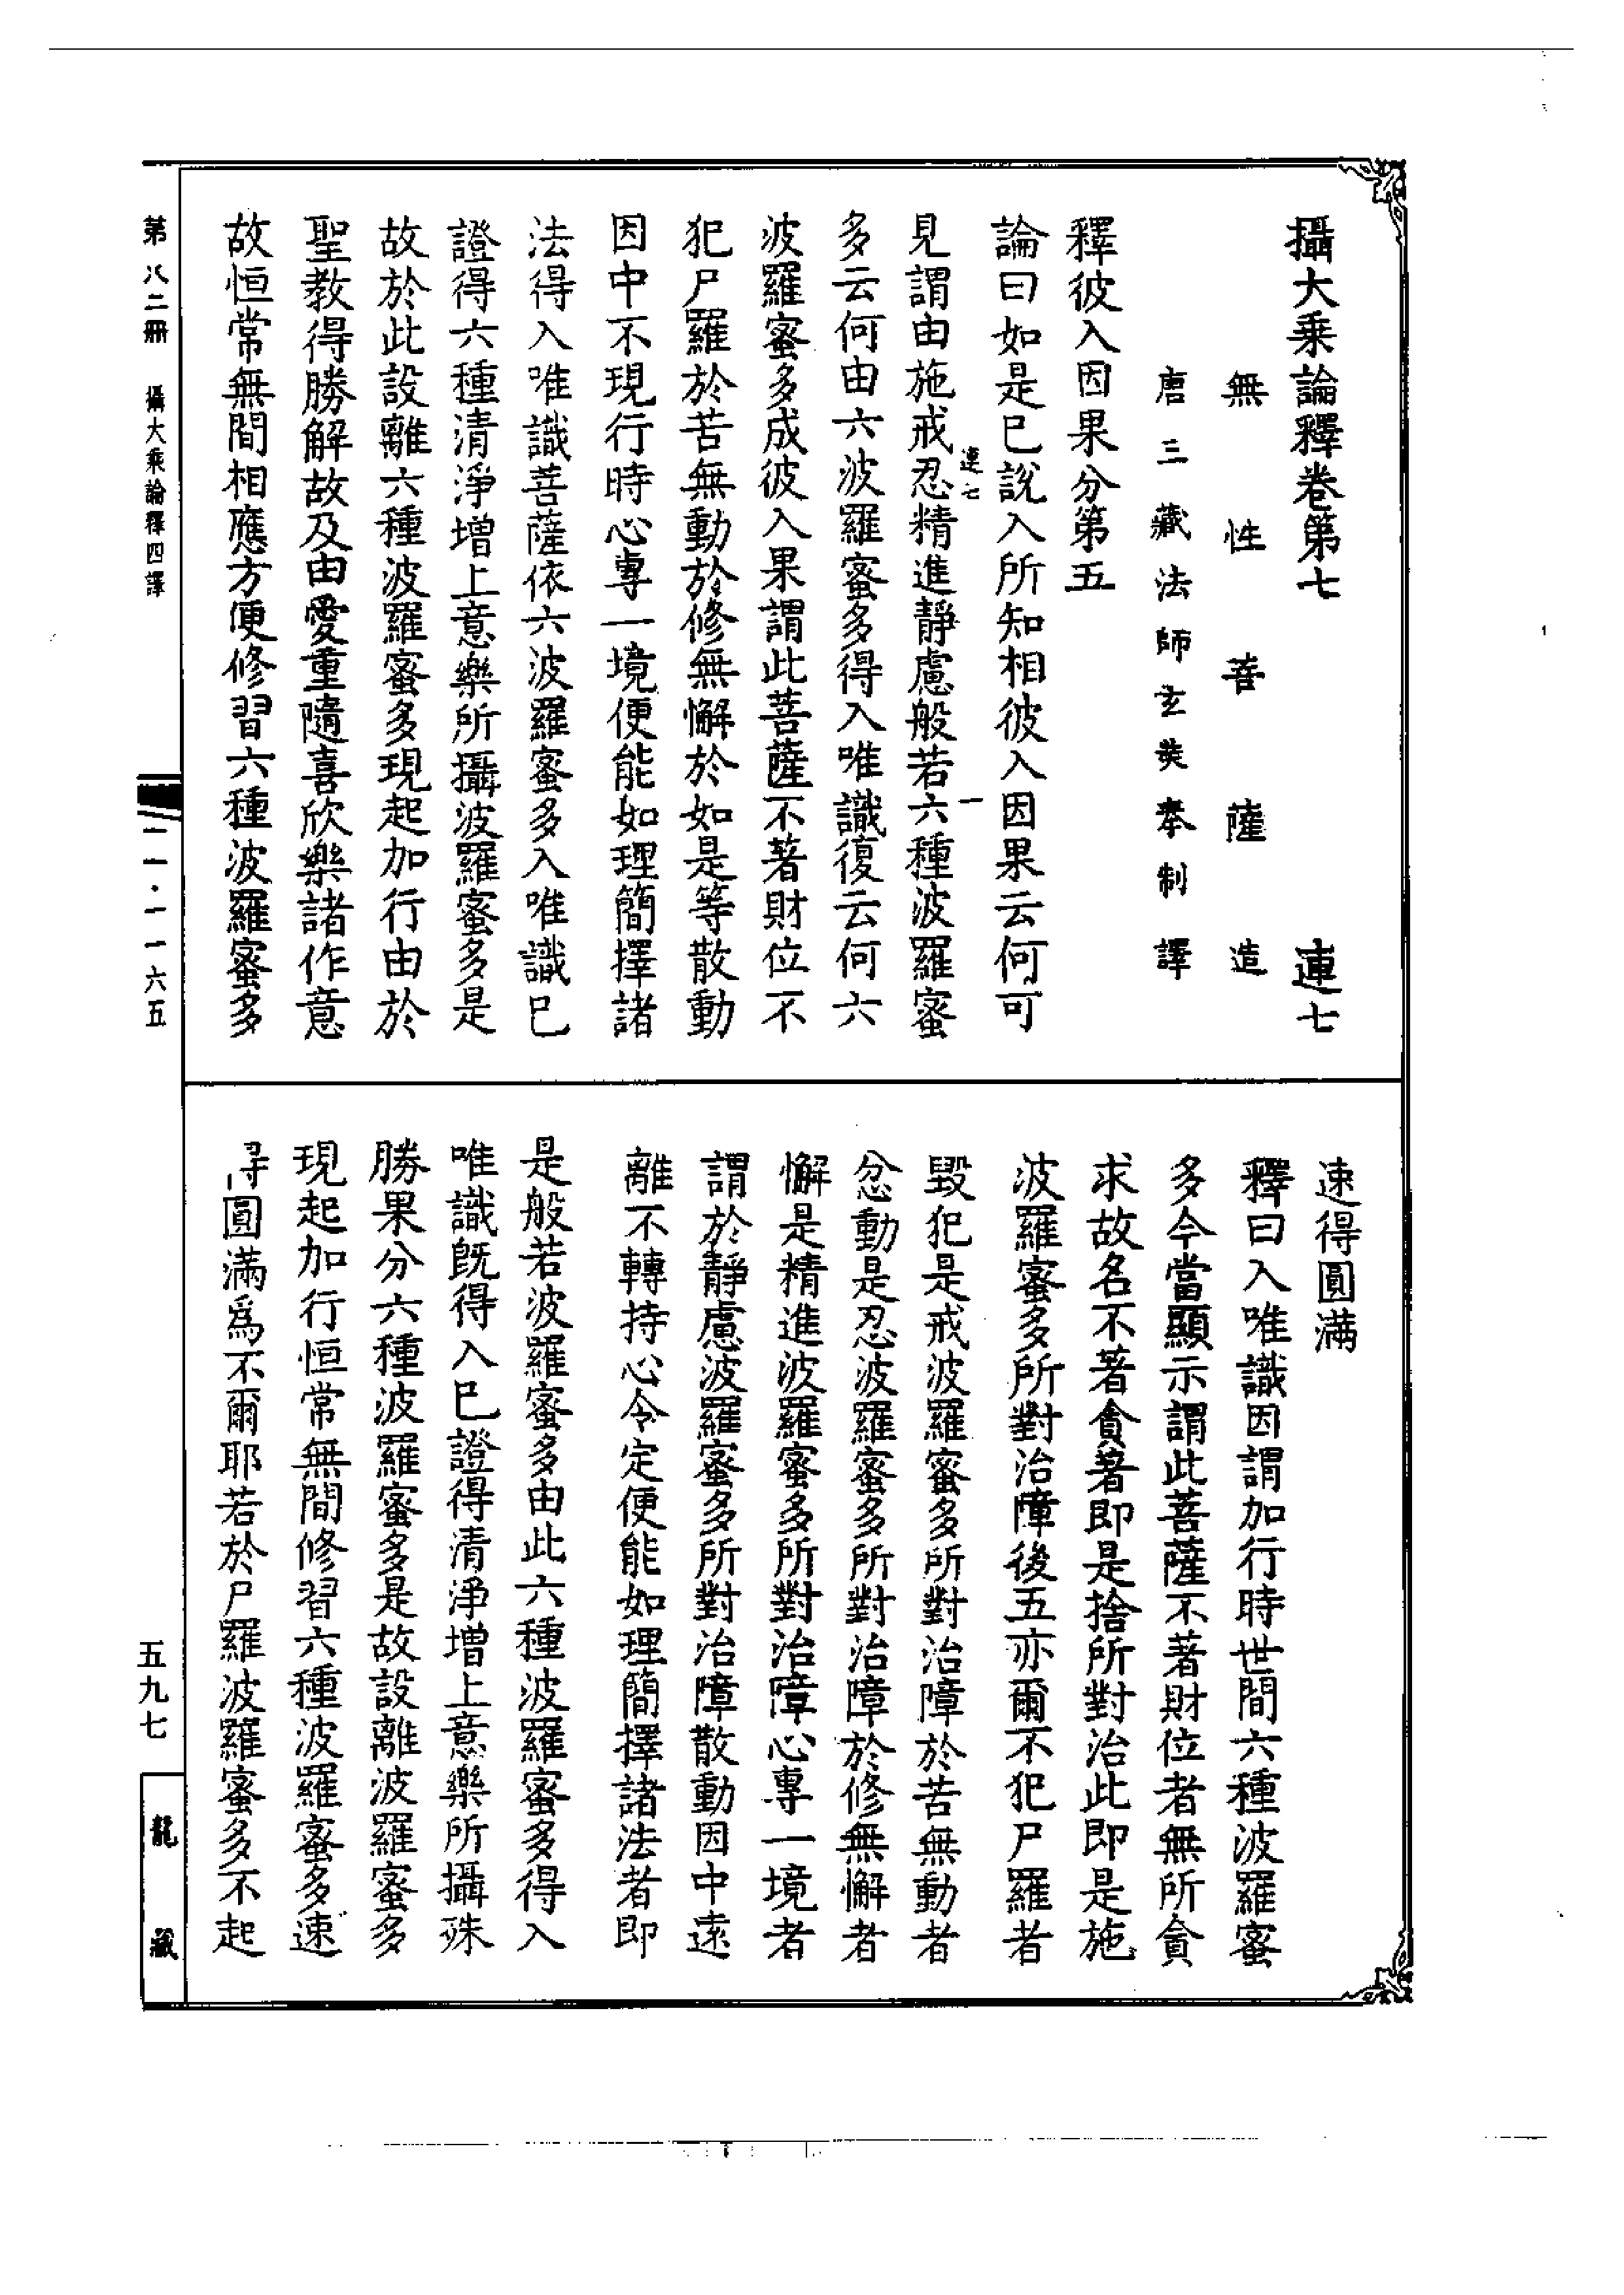 攝大乘論釋卷第七　連七
無性菩薩造
唐三藏法師玄奘奉制譯
釋彼入因果分第五
論曰如是已說入所知相彼入因果云何可
見謂由施戒忍精進靜慮般若六種波羅蜜
連七　一
多云何由六波羅蜜多得入唯識復云何六
波羅蜜多成彼入果謂此菩薩不著財位不
犯尸羅於苦無動於修無懈於如是等散動
因中不現行時心專一境便能如理簡擇諸
法得入唯識菩薩依六波羅蜜多入唯識已
證得六種清淨增上意樂所攝波羅蜜多是
故於此設離六種波羅蜜多現起加行由於
聖教得勝解故及由愛重隨喜欣樂諸作意
故恒常無間相應方便修習六種波羅蜜多
速得圓滿
釋曰入唯識因謂加行時世間六種波羅蜜
多今當顯示謂此菩薩不著財位者無所貪
求故名不著貪著即是捨所對治此即是施
波羅蜜多所對治障後五亦爾不犯尸羅者
毀犯是戒波羅蜜多所對治障於苦無動者
忿動是忍波羅蜜多所對治障於修無懈者
懈是精進波羅蜜多所對治障心專一境者
謂於靜慮波羅蜜多所對治障散動因中遠
離不轉持心令定便能如理簡擇諸法者即
是般若波羅蜜多由此六種波羅蜜多得入
唯識既得入已證得清淨增上意樂所攝殊
勝果分六種波羅蜜多是故設離波羅蜜多
現起加行恒常無間修習六種波羅蜜多速
得圓滿爲不爾耶若於尸羅波羅蜜多不起
第八二冊　攝大乘論釋四譯
一一·一一六五
五九七
龍藏